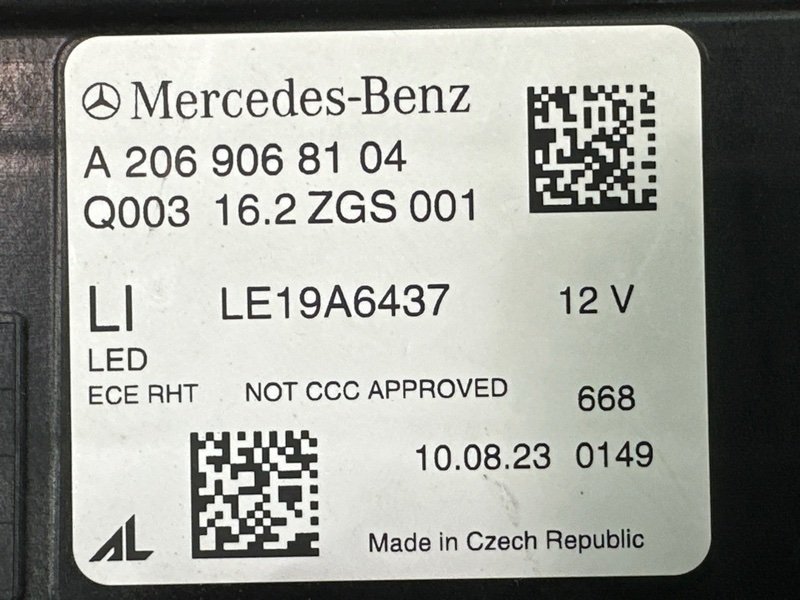 Mercedes-Benz
A 206 906 81 04
Q003 16.2 ZGS 001
LI LE19A6437 12 V
LED
ECE RHT NOT CCC APPROVED 668
10.08.23 0149
AL Made in Czech Republic